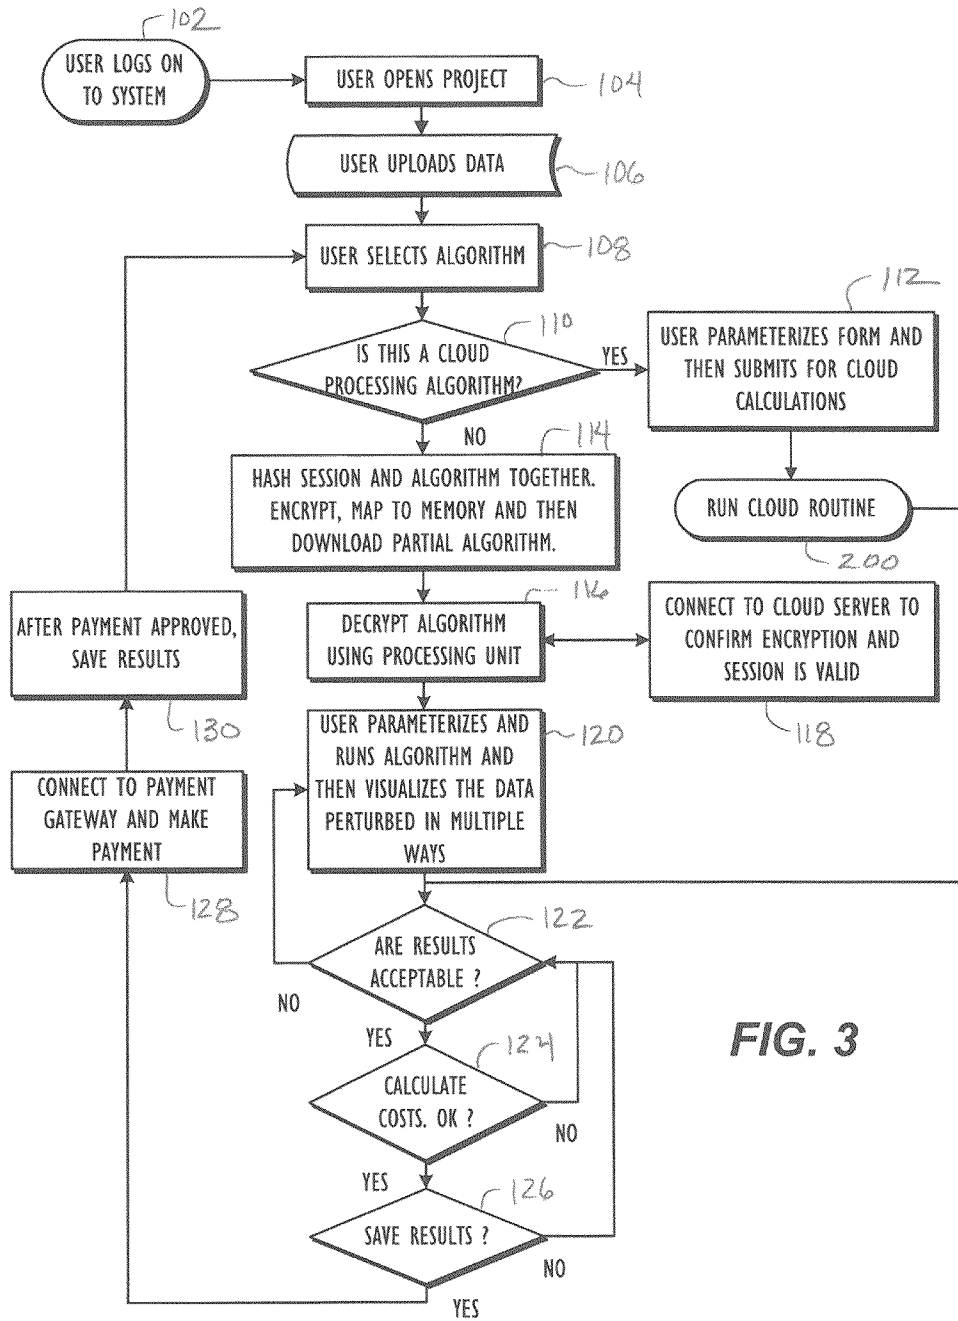 102
USER LOGS ON
TO SYSTEM
USER OPENS PROJECT
104
USER UPLOADS DATA
106
USER SELECTS ALGORITHM
108
IS THIS A CLOUD
PROCESSING ALGORITHM?
110
YES
112
USER PARAMETERIZES FORM AND
THEN SUBMITS FOR CLOUD
CALCULATIONS
NO
114
HASH SESSION AND ALGORITHM TOGETHER.
ENCRYPT, MAP TO MEMORY AND THEN
DOWNLOAD PARTIAL ALGORITHM.
RUN CLOUD ROUTINE
200
116
DECRYPT ALGORITHM
USING PROCESSING UNIT
CONNECT TO CLOUD SERVER TO
CONFIRM ENCRYPTION AND
SESSION IS VALID
118
AFTER PAYMENT APPROVED,
SAVE RESULTS
130
USER PARAMETERIZES AND
RUNS ALGORITHM AND
THEN VISUALIZES THE DATA
PERTURBED IN MULTIPLE
WAYS
120
CONNECT TO PAYMENT
GATEWAY AND MAKE
PAYMENT
128
ARE RESULTS
ACCEPTABLE ?
122
NO
YES
CALCULATE
COSTS. OK ?
124
NO
YES
SAVE RESULTS ?
126
NO
YES
FIG. 3